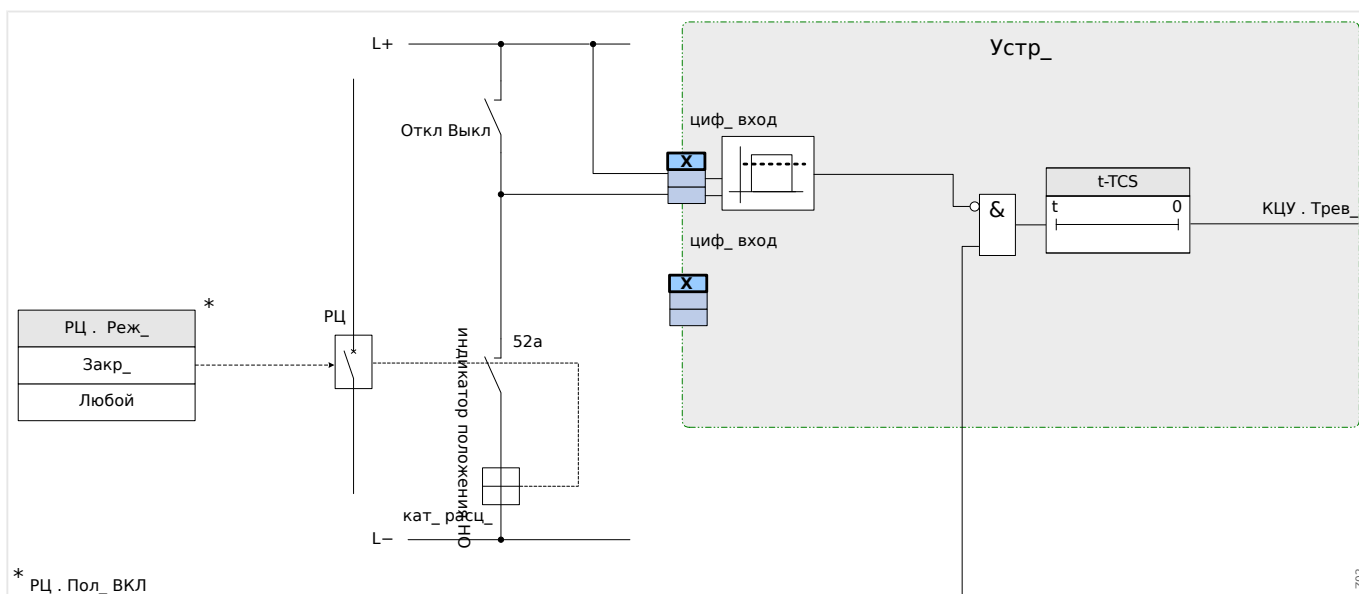 L+
Устр_
циф_ вход
Откл Выкл
X
t-TCS
t 0
&
КЦУ . Трев_
циф_ вход
X
*
РЦ
РЦ . Реж_
52a
Закр_
Любой
индикатор положения НО
кат_ расц_
L−
* РЦ . Пол_ ВКЛ